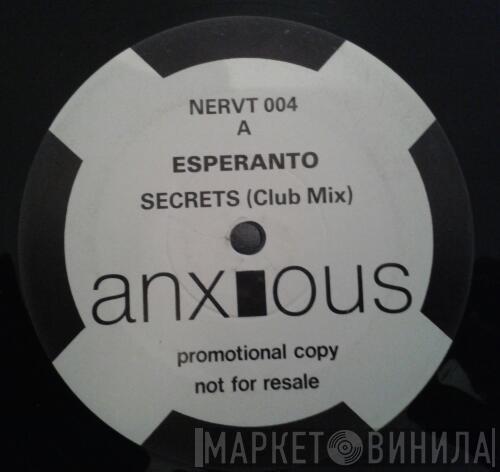 NERVT 004
A
ESPERANTO
SECRETS (Club Mix)
anxious
promotional copy
not for resale
МАРКЕТ ВИНИЛА